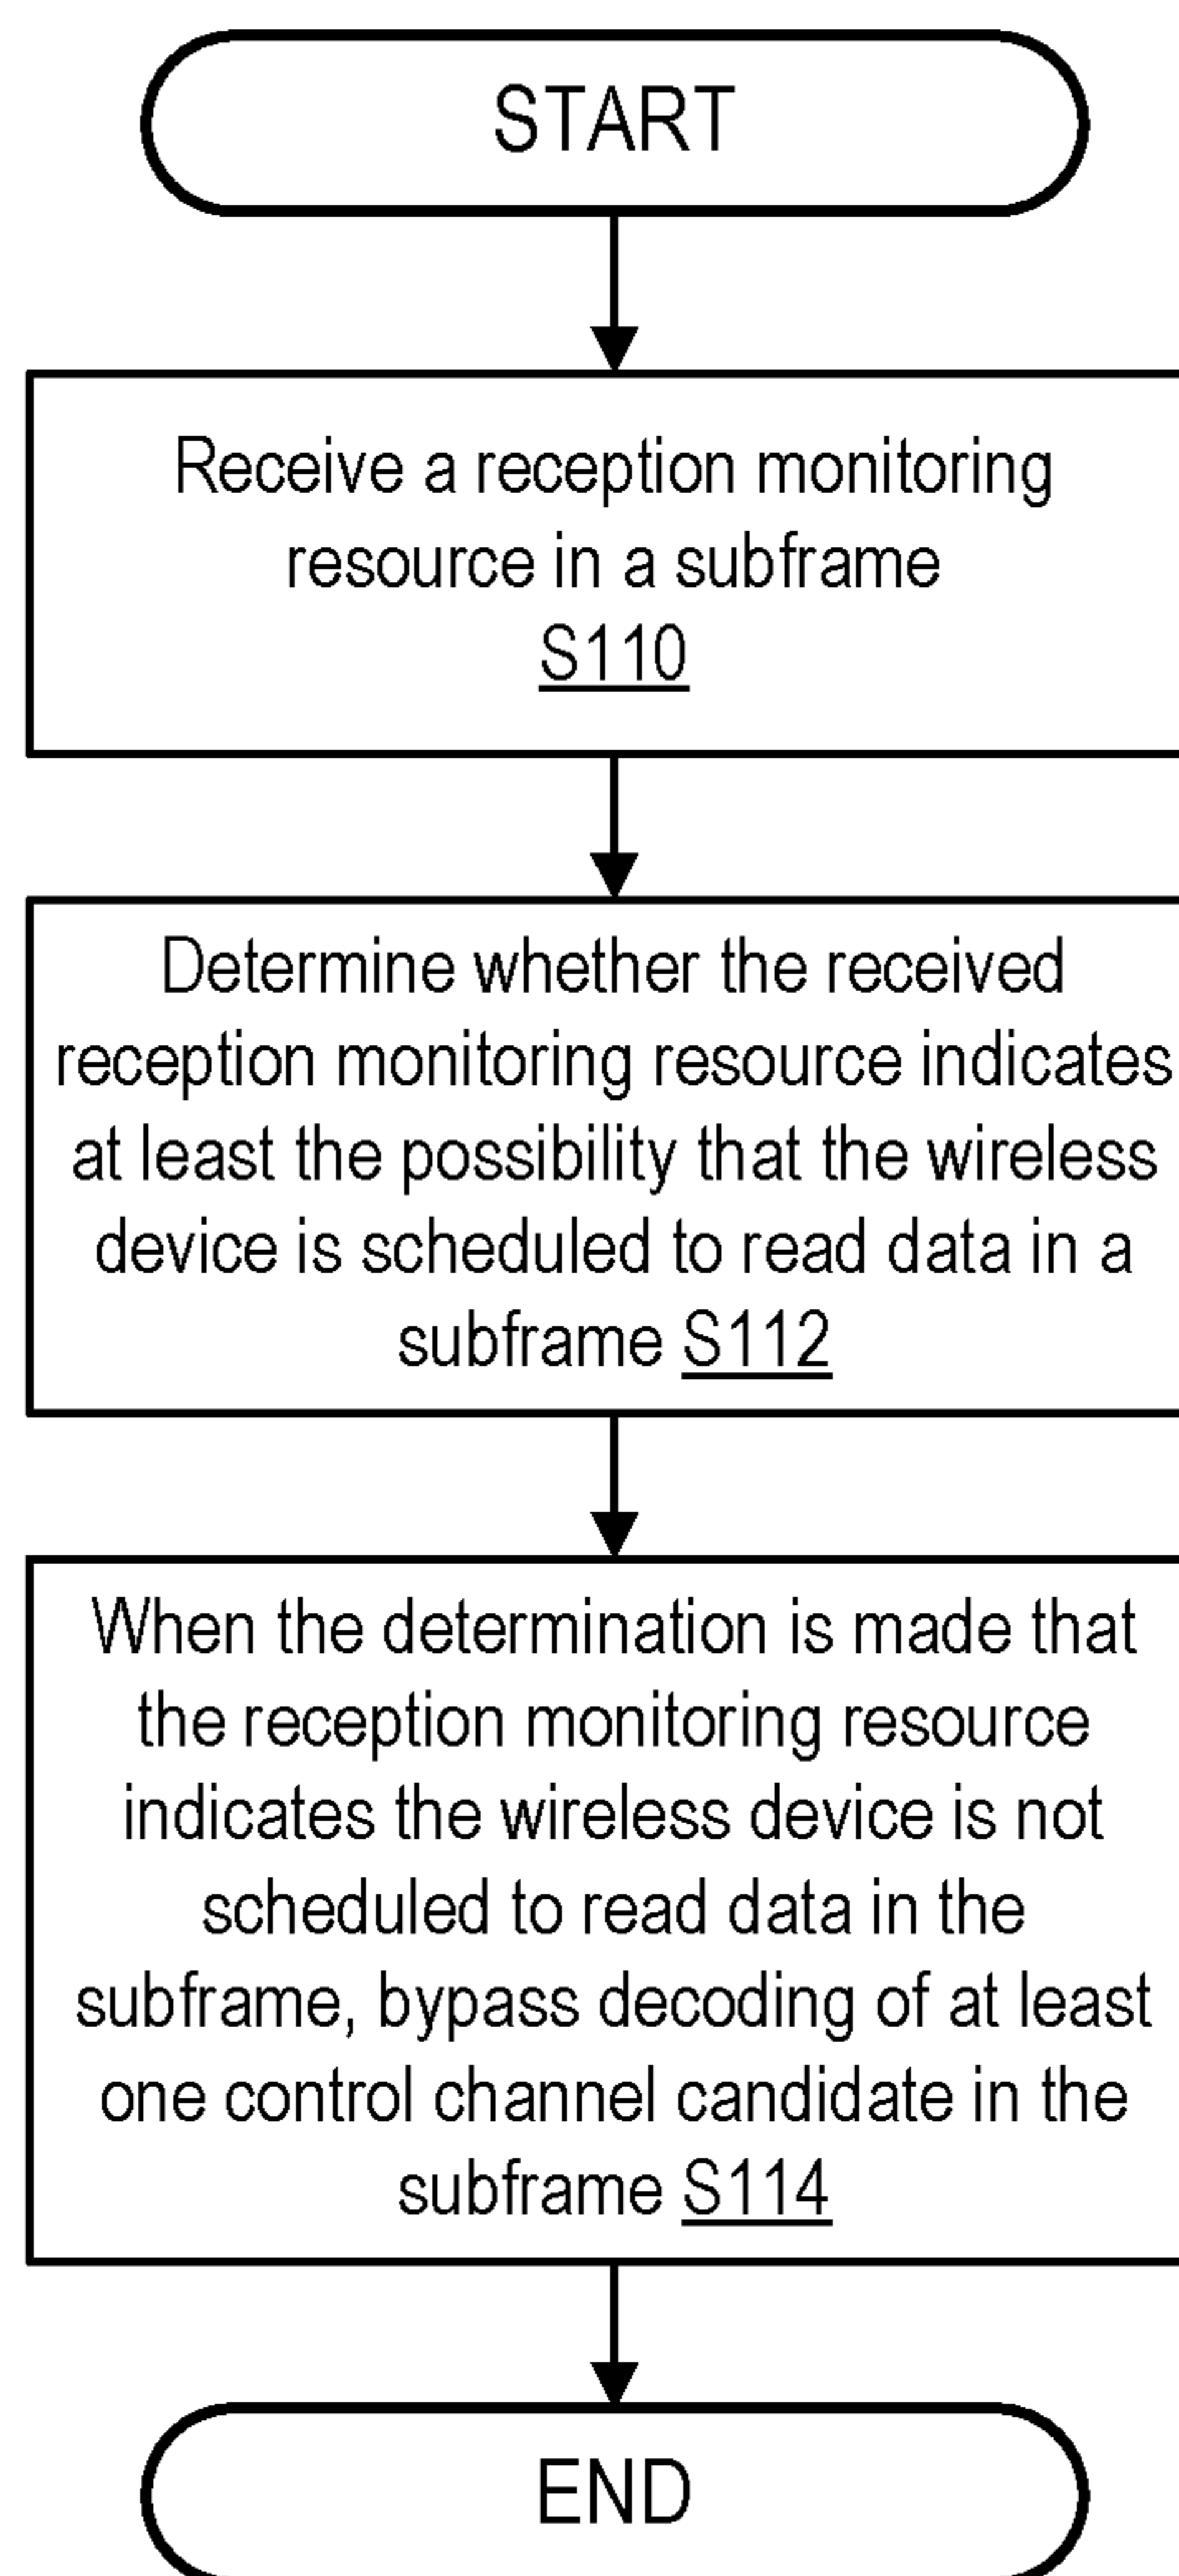 START
Receive a reception monitoring
resource in a subframe
S110
Determine whether the received
reception monitoring resource indicates
at least the possibility that the wireless
device is scheduled to read data in a
subframe S112
When the determination is made that
the reception monitoring resource
indicates the wireless device is not
scheduled to read data in the
subframe, bypass decoding of at least
one control channel candidate in the
subframe S114
END